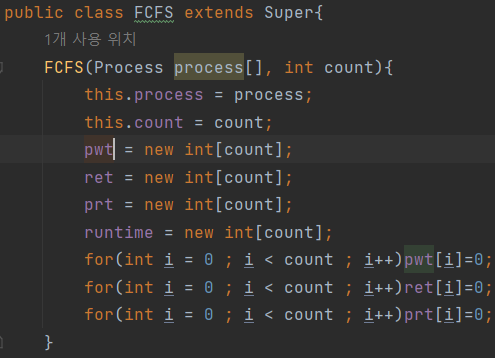 public class FCFS extends Super{
1개 사용 위치
FCFS(Process process[], int count){
this.process = process;
this.count = count;
pwt = new int[count];
ret = new int[count];
prt = new int[count];
runtime = new int[count];
for(int i = 0 ; i < count ; i++)pwt[i]=0;
for(int i = 0 ; i < count ; i++)ret[i]=0;
for(int i = 0 ; i < count ; i++)prt[i]=0;
}